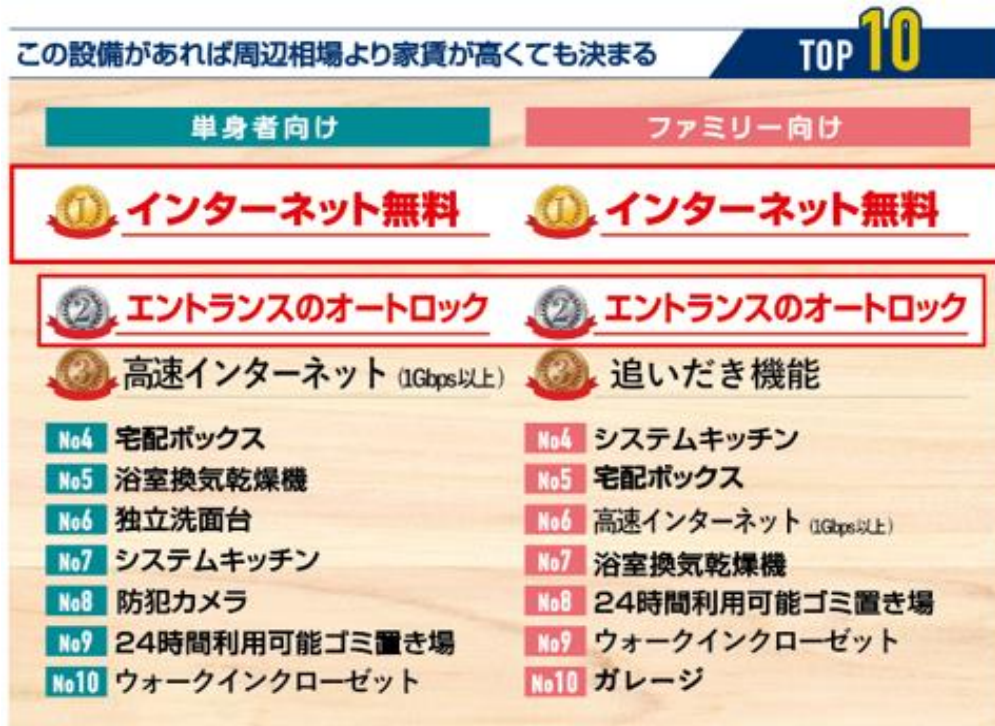 この設備があれば周辺相場より家賃が高くても決まる
TOP 10
単身者向け
1 インターネット無料
2 エントランスのオートロック
3 高速インターネット (1Gbps以上)
No4 宅配ボックス
No5 浴室換気乾燥機
No6 独立洗面台
No7 システムキッチン
No8 防犯カメラ
No9 24時間利用可能ゴミ置き場
No10 ウォークインクローゼット
ファミリー向け
1 インターネット無料
2 エントランスのオートロック
3 追いだき機能
No4 システムキッチン
No5 宅配ボックス
No6 高速インターネット (1Gbps以上)
No7 浴室換気乾燥機
No8 24時間利用可能ゴミ置き場
No9 ウォークインクローゼット
No10 ガレージ